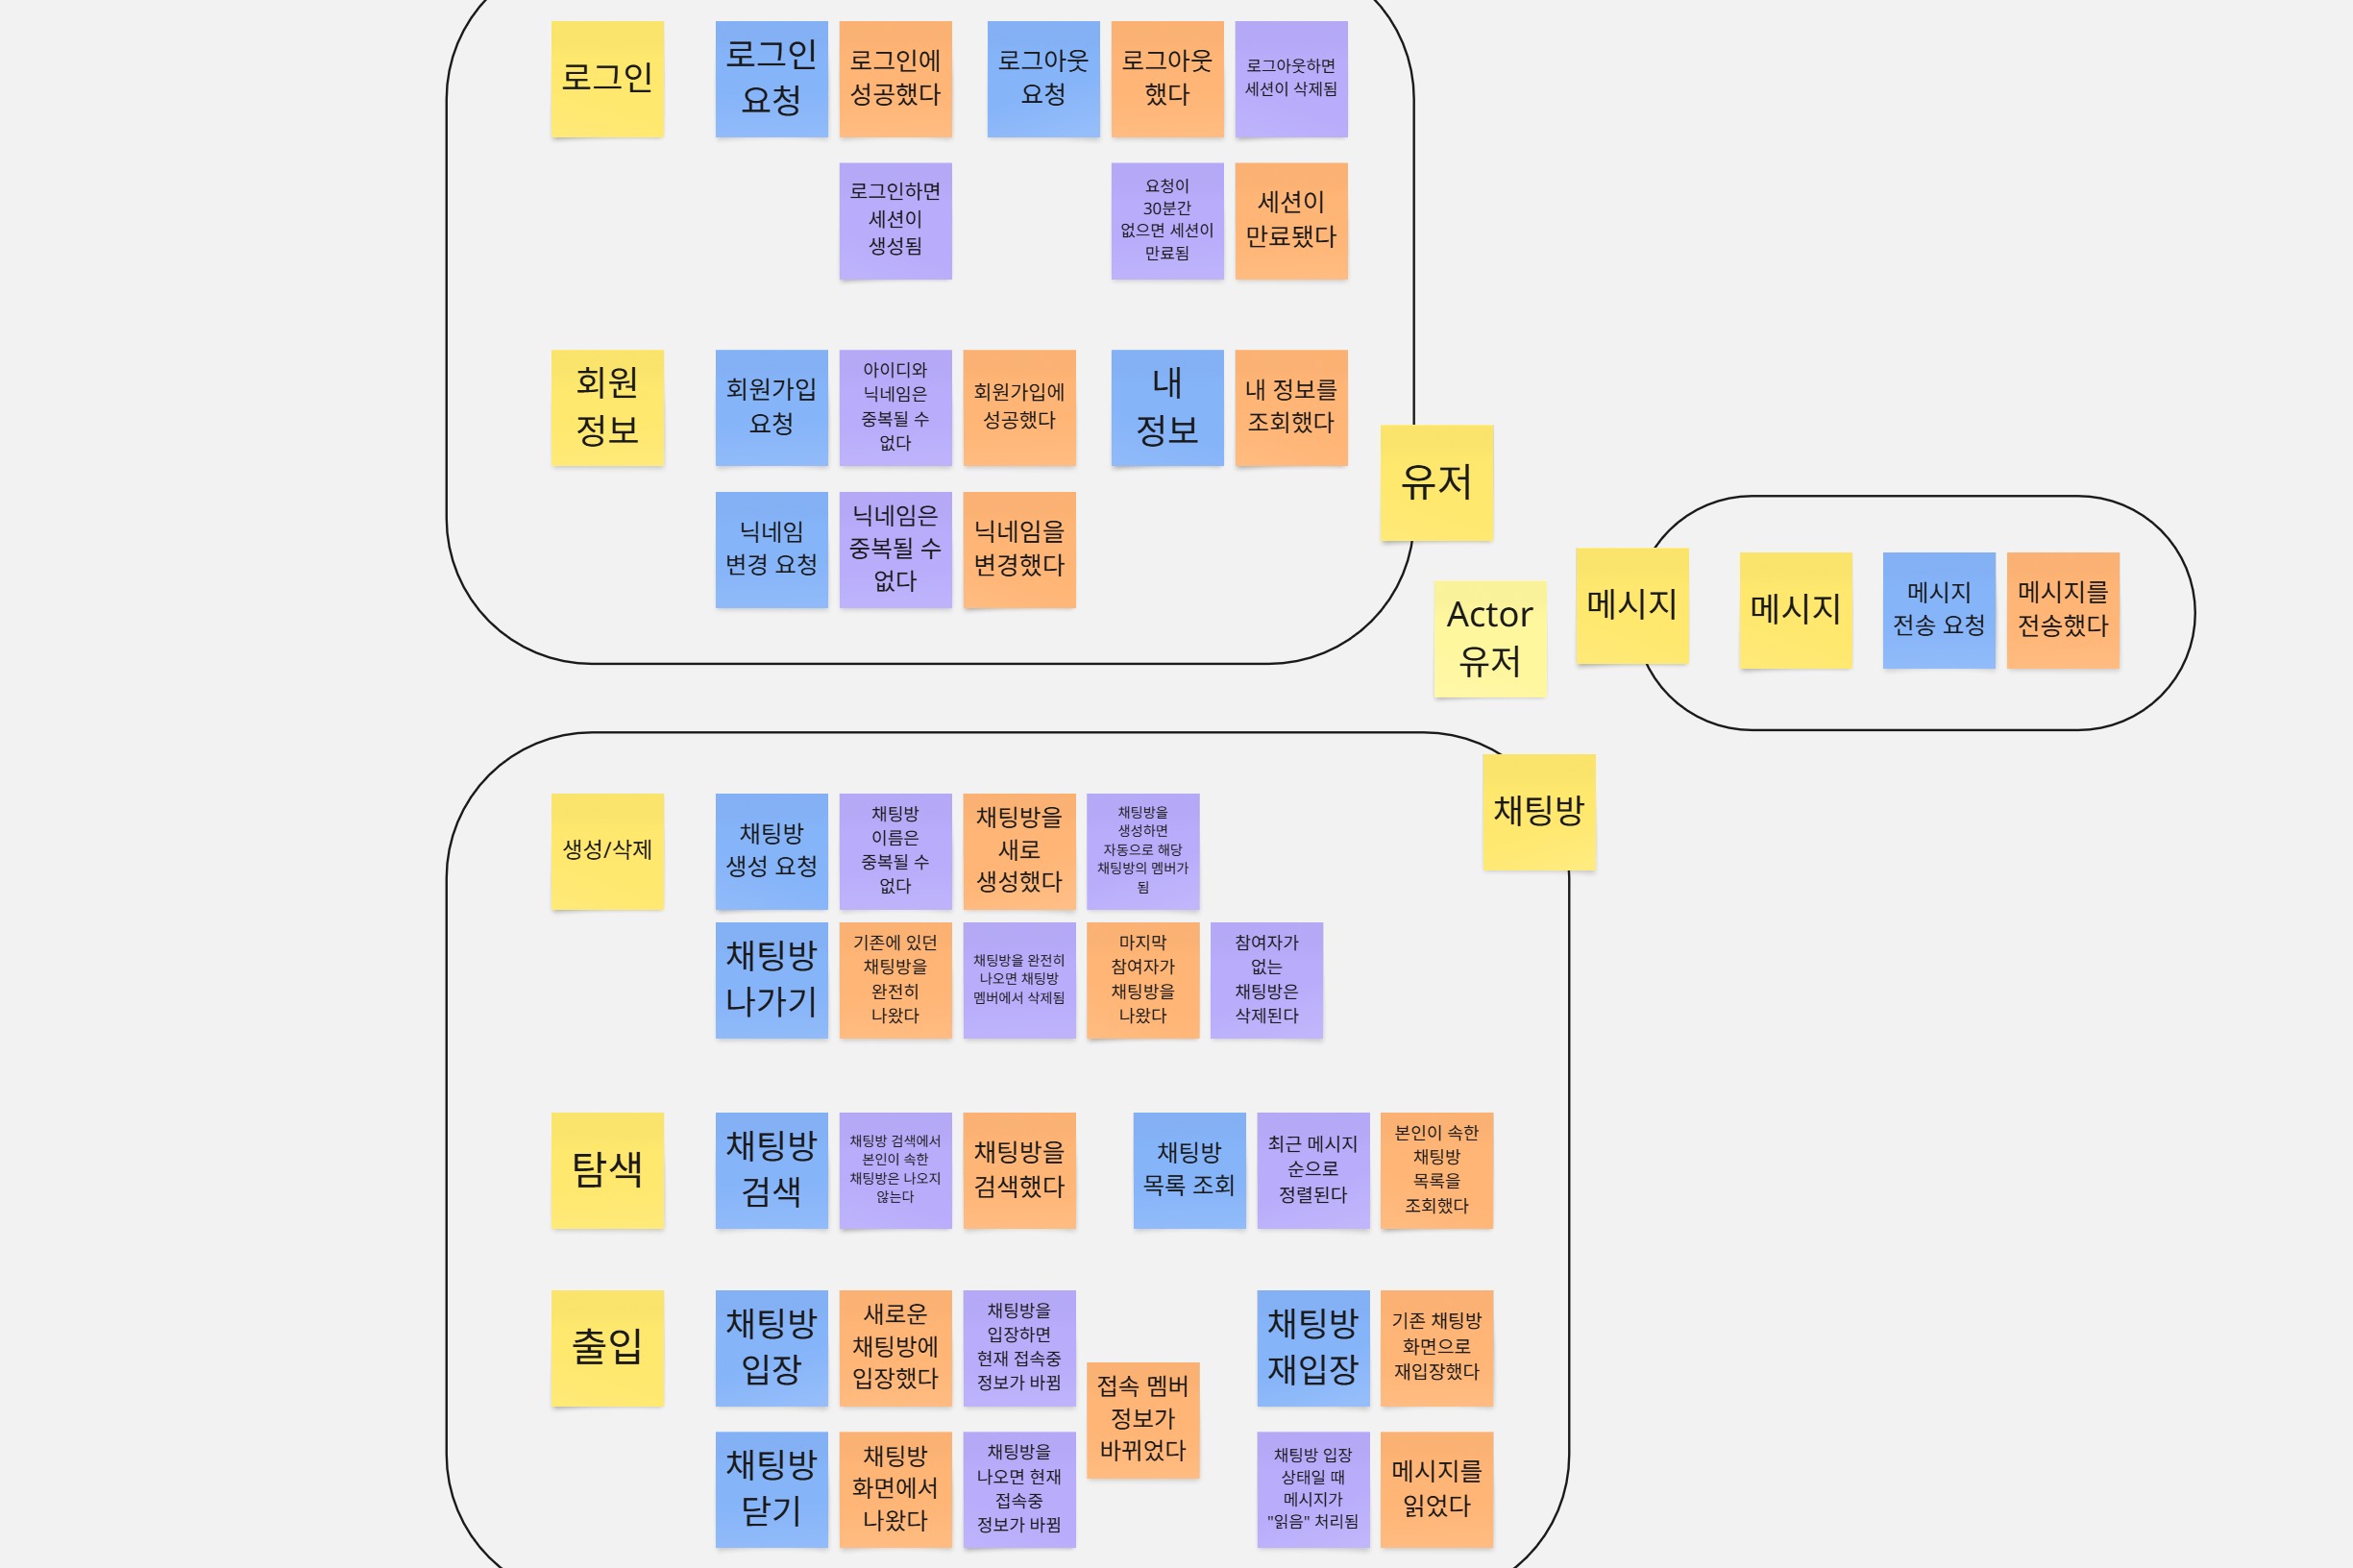 로그인
로그인
요청
로그인에
성공했다
로그아웃
요청
로그아웃
했다
로그아웃하면
세션이 삭제됨
로그인하면
세션이
생성됨
요청이
30분간
없으면 세션이
만료됨
세션이
만료됐다
회원
정보
회원가입
요청
아이디와
닉네임은
중복될 수
없다
회원가입에
성공했다
내
정보
내 정보를
조회했다
유저
닉네임
변경 요청
닉네임은
중복될 수
없다
닉네임을
변경했다
Actor
유저
메시지
메시지
메시지
전송 요청
메시지를
전송했다
채팅방
생성/삭제
채팅방
생성 요청
채팅방
이름은
중복될 수
없다
채팅방을
새로
생성했다
채팅방을
생성하면
자동으로 해당
채팅방의 멤버가
됨
채팅방
나가기
기존에 있던
채팅방을
완전히
나왔다
채팅방을 완전히
나오면 채팅방
멤버에서 삭제됨
마지막
참여자가
채팅방을
나왔다
참여자가
없는
채팅방은
삭제된다
탐색
채팅방
검색
채팅방 검색에서
본인이 속한
채팅방은 나오지
않는다
채팅방을
검색했다
채팅방
목록 조회
최근 메시지
순으로
정렬된다
본인이 속한
채팅방
목록을
조회했다
출입
채팅방
입장
새로운
채팅방에
입장했다
채팅방을
입장하면
현재 접속중
정보가 바뀜
접속 멤버
정보가
바뀌었다
채팅방
재입장
기존 채팅방
화면으로
재입장했다
채팅방
닫기
채팅방
화면에서
나왔다
채팅방을
나오면 현재
접속중
정보가 바뀜
채팅방 입장
상태일 때
메시지가
"읽음" 처리됨
메시지를
읽었다